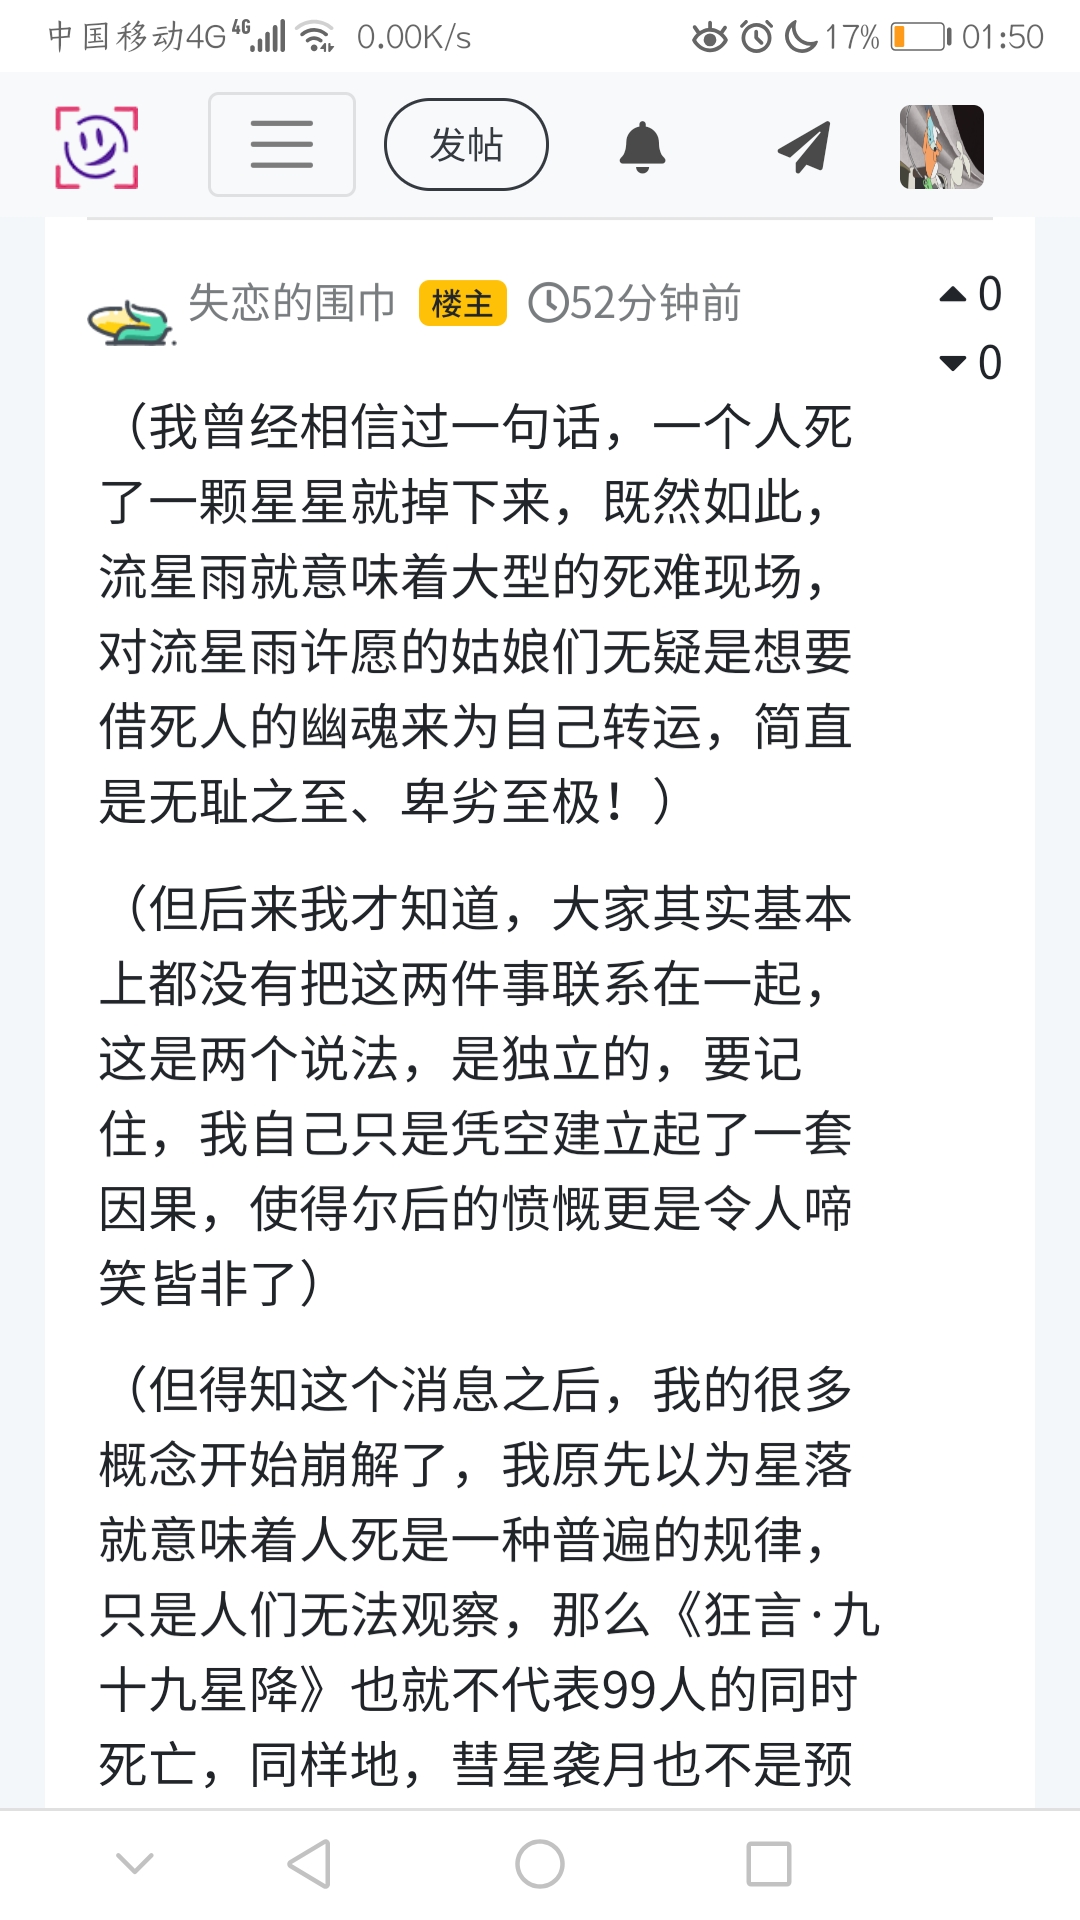 中国移动4G 4G 0.00K/s 17% 01:50
发帖
失恋的围巾 楼主 52分钟前 0
0
（我曾经相信过一句话，一个人死
了一颗星星就掉下来，既然如此，
流星雨就意味着大型的死难现场，
对流星雨许愿的姑娘们无疑是想要
借死人的幽魂来为自己转运，简直
是无耻之至、卑劣至极！）
（但后来我才知道，大家其实基本
上都没有把这两件事联系在一起，
这是两个说法，是独立的，要记
住，我自己只是凭空建立起了一套
因果，使得尔后的愤慨更是令人啼
笑皆非了）
（但得知这个消息之后，我的很多
概念开始崩解了，我原先以为星落
就意味着人死是一种普遍的规律，
只是人们无法观察，那么《狂言·九
十九星降》也就不代表99人的同时
死亡，同样地，彗星袭月也不是预